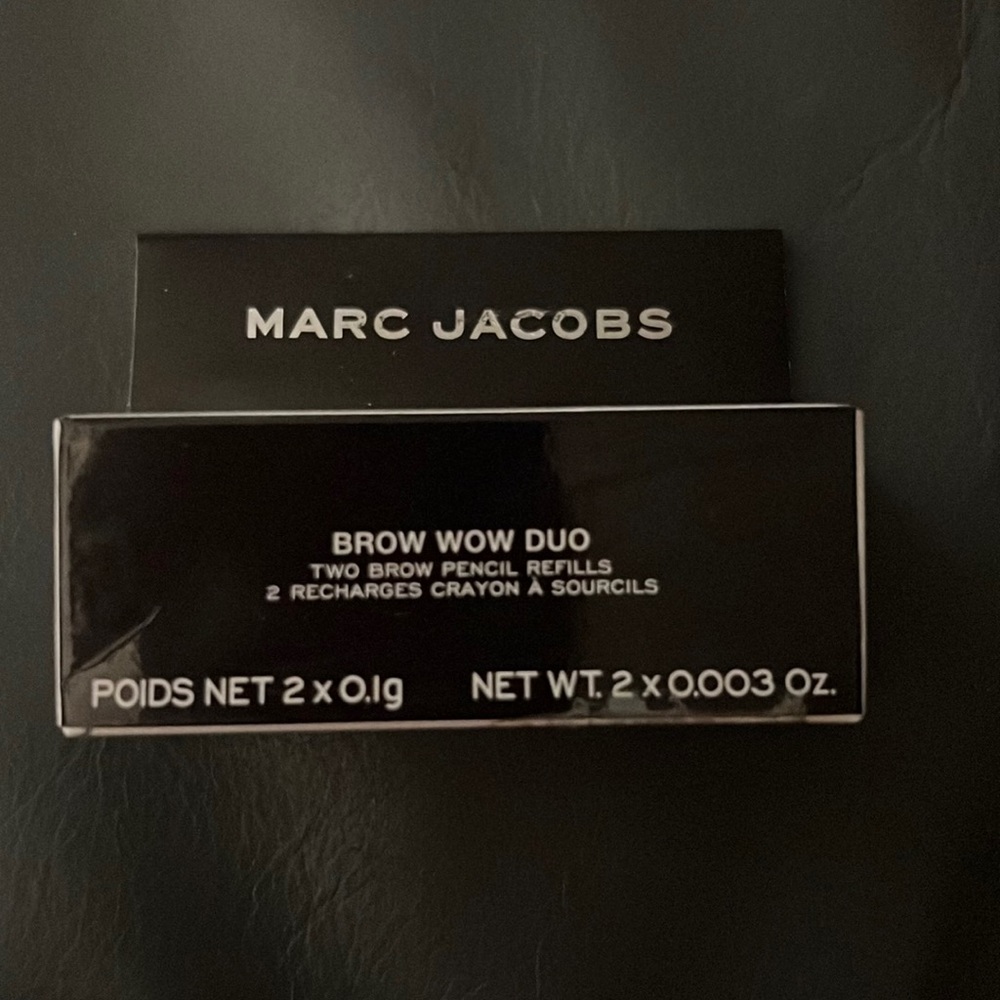 MARC JACOBS
BROW WOW DUO
TWO BROW PENCIL REFILLS
2 RECHARGES CRAYON À SOURCILS
POIDS NET 2 x 0.1g NET WT. 2 x 0.003 Oz.